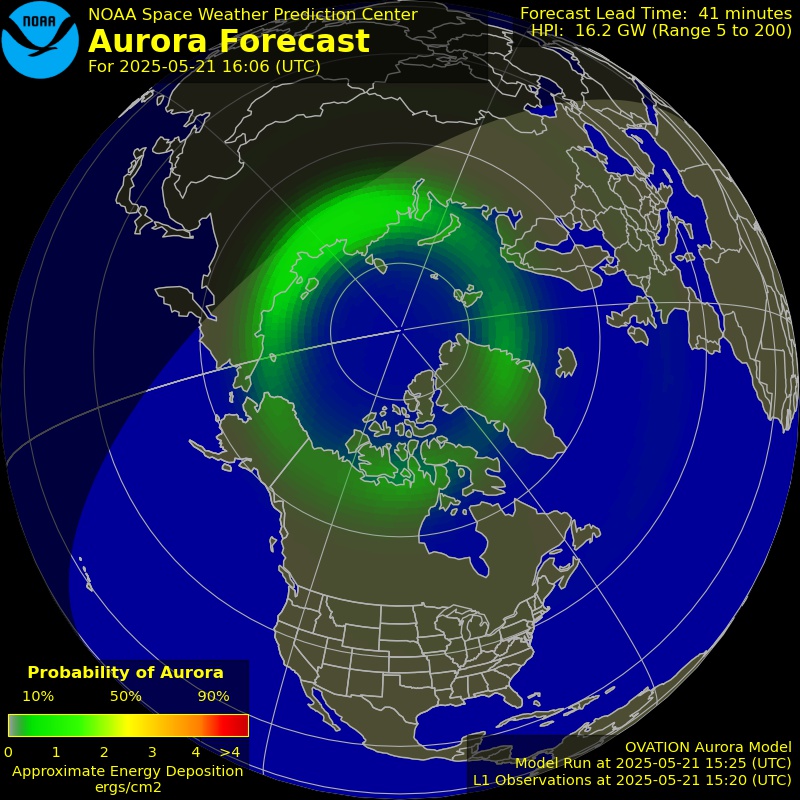 NOAA
NOAA Space Weather Prediction Center
Aurora Forecast
For 2025-05-21 16:06 (UTC)
Forecast Lead Time: 41 minutes
HPI: 16.2 GW (Range 5 to 200)
Probability of Aurora
10% 50% 90%
0 1 2 3 4 >4
Approximate Energy Deposition
ergs/cm2
OVATION Aurora Model
Model Run at 2025-05-21 15:25 (UTC)
L1 Observations at 2025-05-21 15:20 (UTC)